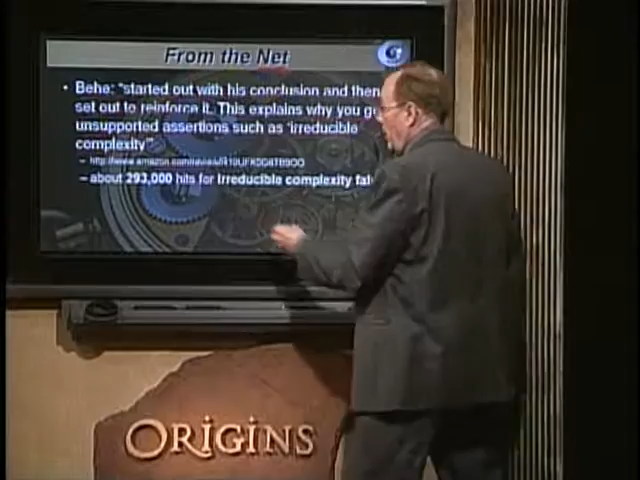 From the Net
• Behe: "started out with his conclusion and then
set out to reinforce it. This explains why you g
unsupported assertions such as 'irreducible
complexity'"
– about 293,000 hits for Irreducible complexity fal
ORIGINS